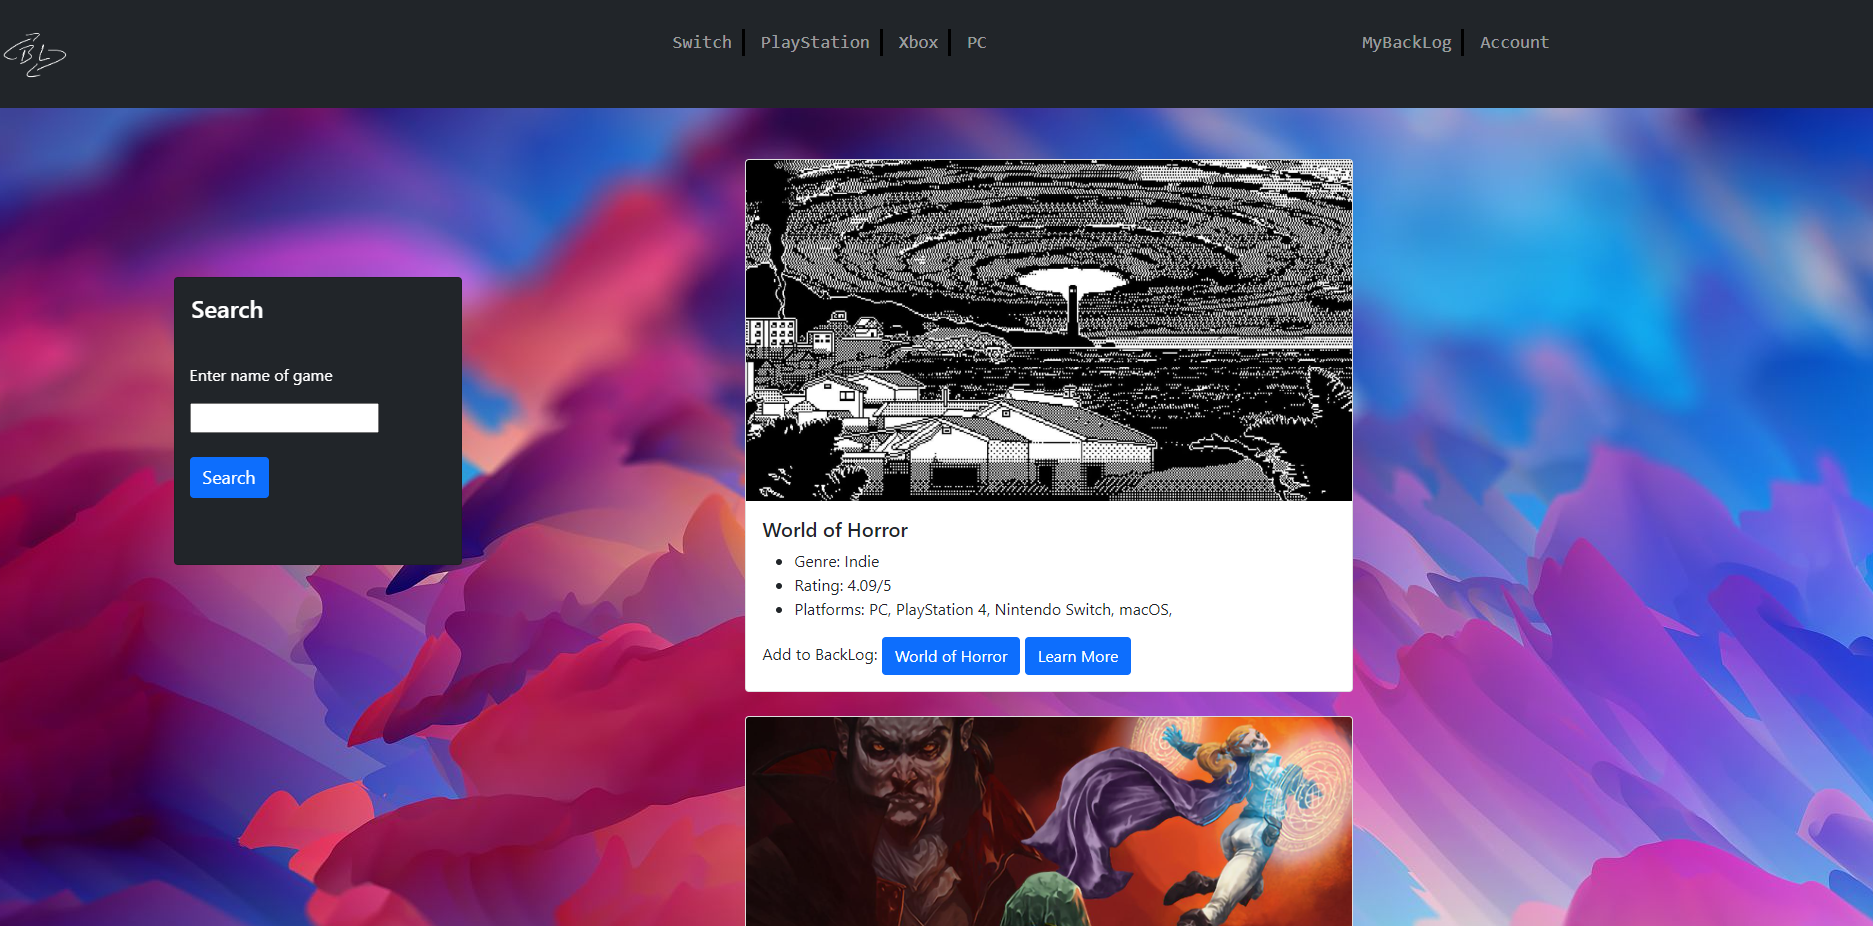 BL
Switch PlayStation Xbox PC MyBackLog Account
Search
Enter name of game
Search
World of Horror
Genre: Indie
Rating: 4.09/5
Platforms: PC, PlayStation 4, Nintendo Switch, macOS,
Add to BackLog: World of Horror Learn More